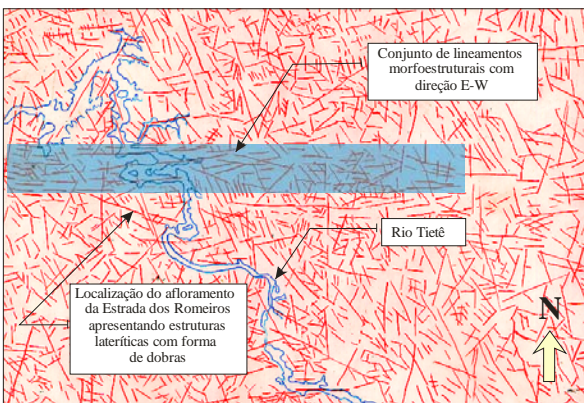 Conjunto de lineamentos
morfoestruturais com
direção E-W
Rio Tietê
Localização do afloramento
da Estrada dos Romeiros
apresentando estruturas
lateríticas com forma
de dobras
N